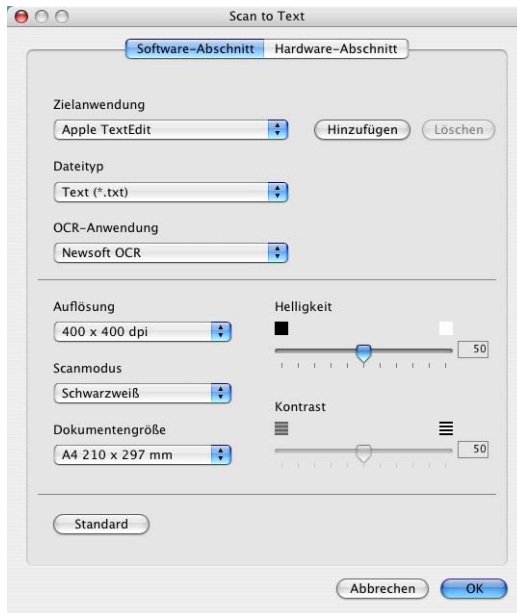 Scan to Text
Software-Abschnitt Hardware-Abschnitt
Zielanwendung
Apple TextEdit Hinzufügen Löschen
Dateityp
Text (*.txt)
OCR-Anwendung
Newsoft OCR
Auflösung
400 x 400 dpi
Scanmodus
Schwarzweiß
Dokumentengröße
A4 210 x 297 mm
Helligkeit
50
Kontrast
50
Standard
Abbrechen OK